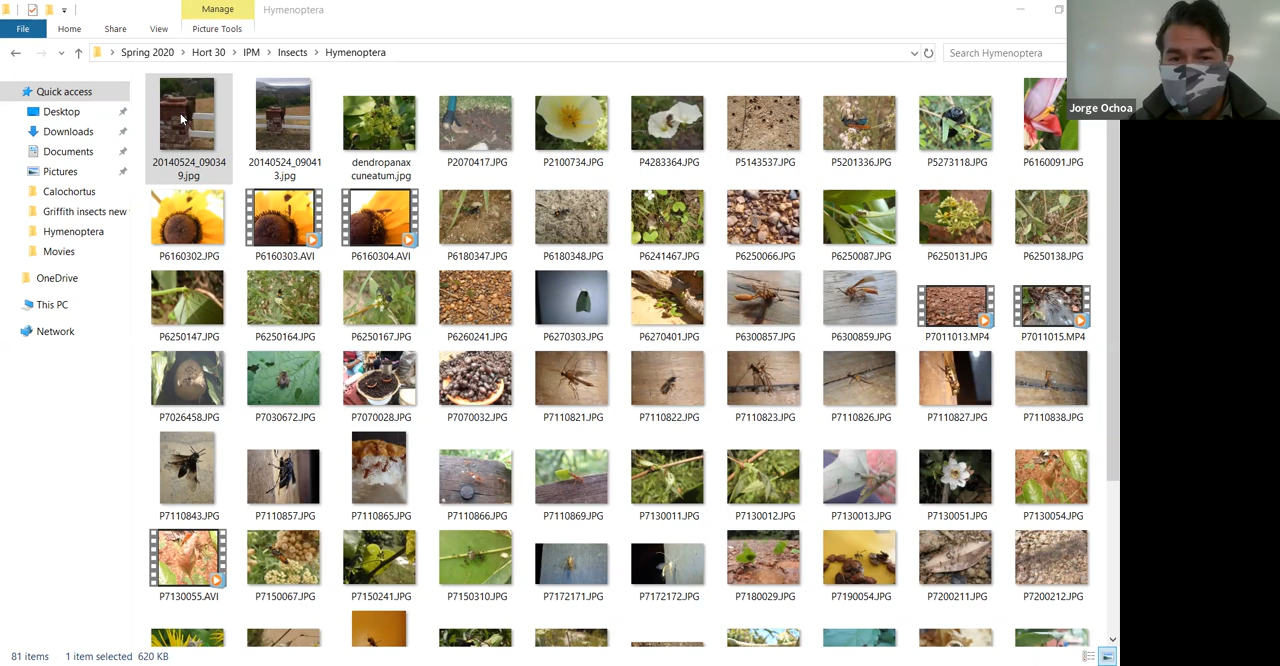 Manage
Hymenoptera
File
Home
Share
View
Picture Tools
Spring 2020 > Hort 30 > IPM > Insects > Hymenoptera
Search Hymenoptera
Jorge Ochoa
Quick access
Desktop
Downloads
Documents
Pictures
Calochortus
Griffith insects new
Hymenoptera
Movies
OneDrive
This PC
Network
20140524_09034
9.jpg
20140524_09041
3.jpg
dendropanax
cuneatum.jpg
P2070417.JPG
P2100734.JPG
P4283364.JPG
P5143537.JPG
P5201336.JPG
P5273118.JPG
P6160091.JPG
P6160302.JPG
P6160303.AVI
P6160304.AVI
P6180347.JPG
P6180348.JPG
P6241467.JPG
P6250066.JPG
P6250087.JPG
P6250131.JPG
P6250138.JPG
P6250147.JPG
P6250164.JPG
P6250167.JPG
P6260241.JPG
P6270303.JPG
P6270401.JPG
P6300857.JPG
P6300859.JPG
P7011013.MP4
P7011015.MP4
P7026458.JPG
P7030672.JPG
P7070028.JPG
P7070032.JPG
P7110821.JPG
P7110822.JPG
P7110823.JPG
P7110826.JPG
P7110827.JPG
P7110838.JPG
P7110843.JPG
P7110857.JPG
P7110865.JPG
P7110866.JPG
P7110869.JPG
P7130011.JPG
P7130012.JPG
P7130013.JPG
P7130051.JPG
P7130054.JPG
P7130055.AVI
P7150067.JPG
P7150241.JPG
P7150310.JPG
P7172171.JPG
P7172172.JPG
P7180029.JPG
P7190054.JPG
P7200211.JPG
P7200212.JPG
81 items
1 item selected 620 KB